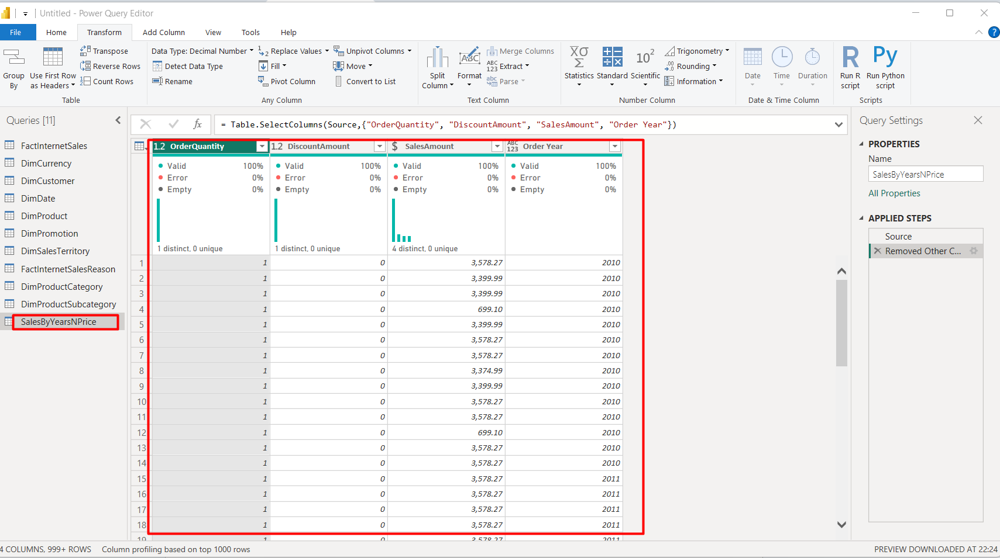 Untitled - Power Query Editor
File Home Transform Add Column View Tools Help
Group By
Use First Row as Headers
Transpose
Reverse Rows
Count Rows
Table
Data Type: Decimal Number
Detect Data Type
Rename
Replace Values
Fill
Pivot Column
Unpivot Columns
Move
Convert to List
Any Column
Split Column
Format
Merge Columns
Extract
Parse
Text Column
Statistics
Standard
Scientific
Trigonometry
Rounding
Information
Number Column
Date
Time
Duration
Date & Time Column
Run R script
Run Python script
Scripts
Queries [11]
FactInternetSales
DimCurrency
DimCustomer
DimDate
DimProduct
DimPromotion
DimSalesTerritory
FactInternetSalesReason
DimProductCategory
DimProductSubcategory
SalesByYearsNPrice
= Table.SelectColumns(Source,{"OrderQuantity", "DiscountAmount", "SalesAmount", "Order Year"})
1.2 OrderQuantity 1.2 DiscountAmount $ SalesAmount ABC 123 Order Year
Valid 100% Valid 100% Valid 100% Valid 100%
Error 0% Error 0% Error 0% Error 0%
Empty 0% Empty 0% Empty 0% Empty 0%
1 distinct, 0 unique 1 distinct, 0 unique 4 distinct, 0 unique
1 1 0 3,578.27 2010
2 1 0 3,399.99 2010
3 1 0 3,399.99 2010
4 1 0 699.10 2010
5 1 0 3,399.99 2010
6 1 0 3,578.27 2010
7 1 0 3,578.27 2010
8 1 0 3,374.99 2010
9 1 0 3,399.99 2010
10 1 0 3,578.27 2010
11 1 0 3,578.27 2010
12 1 0 699.10 2010
13 1 0 3,578.27 2010
14 1 0 3,578.27 2010
15 1 0 3,578.27 2011
16 1 0 3,578.27 2011
17 1 0 3,578.27 2011
18 1 0 3,578.27 2011
19 1 0 3,578.27 2011
Query Settings
PROPERTIES
Name
SalesByYearsNPrice
All Properties
APPLIED STEPS
Source
Removed Other C...
4 COLUMNS, 999+ ROWS Column profiling based on top 1000 rows
PREVIEW DOWNLOADED AT 22:24